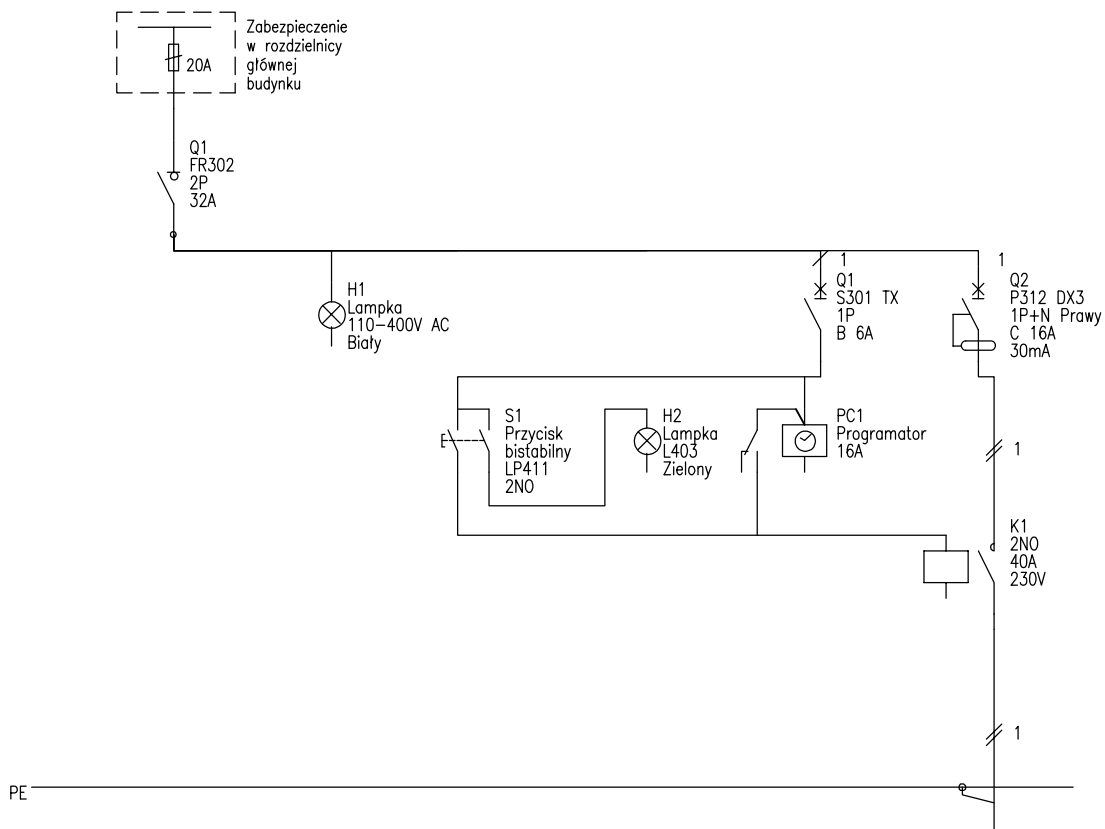 Zabezpieczenie
w rozdzielnicy
głównej
budynku
20A
Q1
FR302
2P
32A
1
1
H1
Lampka
110-400V AC
Biały
Q1
S301 TX
1P
B 6A
Q2
P312 DX3
1P+N Prawy
C 16A
30mA
S1
Przycisk
bistabilny
LP411
2NO
H2
Lampka
L403
Zielony
PC1
Programator
16A
1
K1
2NO
40A
230V
1
PE